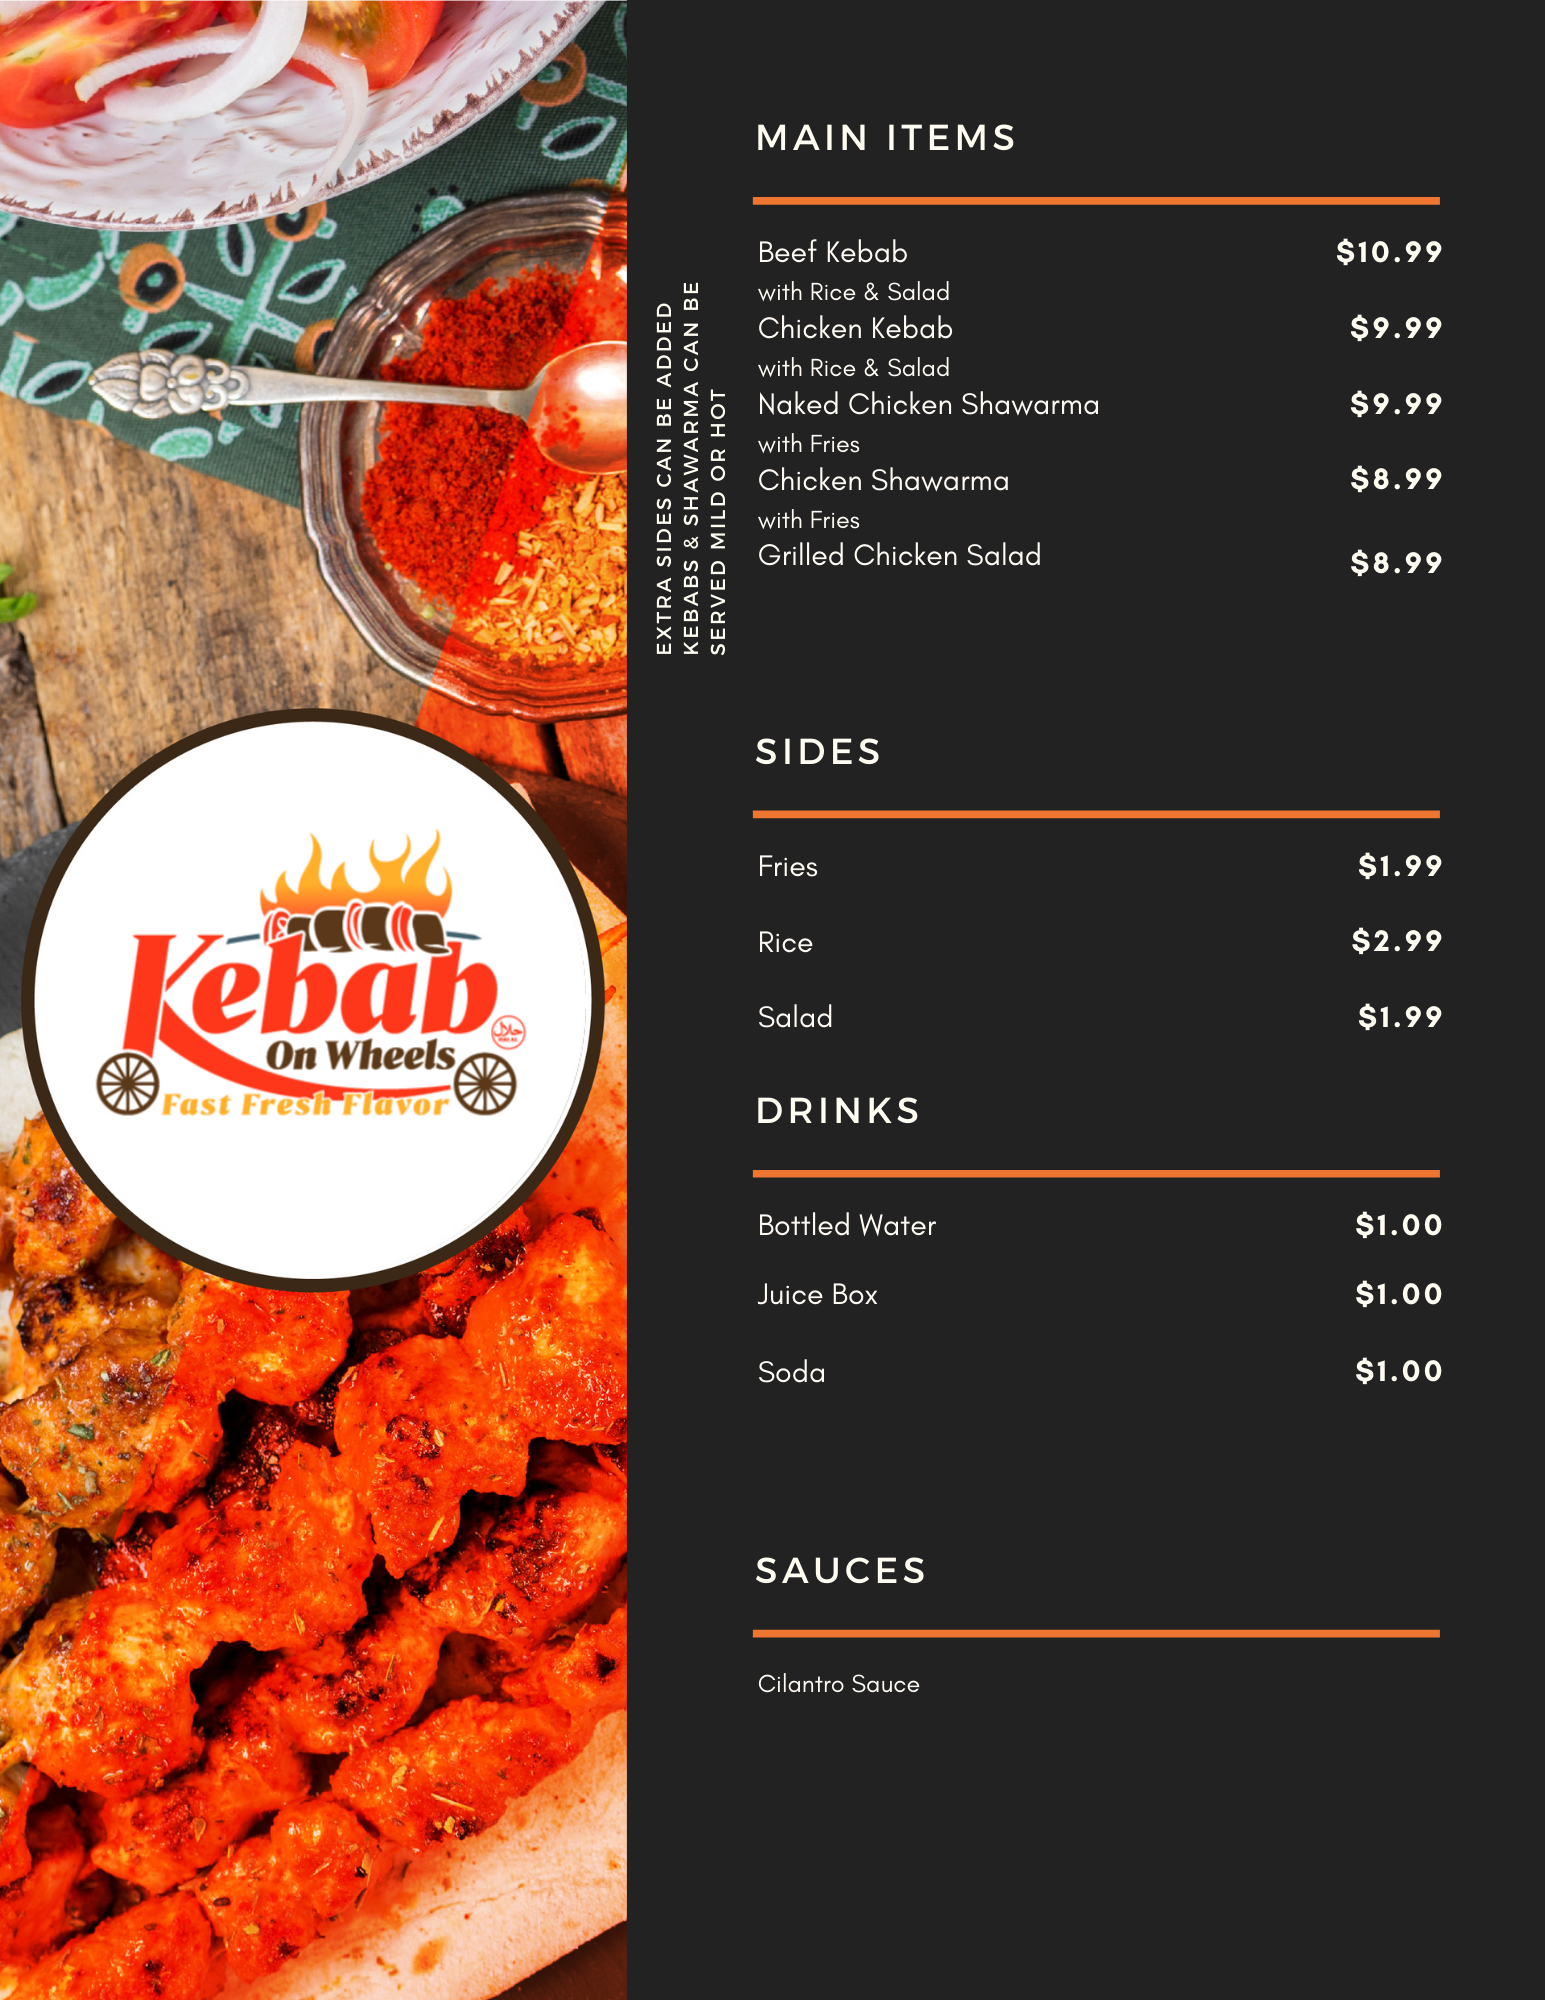 MAIN ITEMS
Beef Kebab $10.99
with Rice & Salad
Chicken Kebab $9.99
with Rice & Salad
Naked Chicken Shawarma $9.99
with Fries
Chicken Shawarma $8.99
with Fries
Grilled Chicken Salad $8.99
EXTRA SIDES CAN BE ADDED
KEBABS & SHAWARMA CAN BE
SERVED MILD OR HOT
SIDES
Fries $1.99
Rice $2.99
Salad $1.99
Kebab
حلال
On Wheels
Fast Fresh Flavor
DRINKS
Bottled Water $1.00
Juice Box $1.00
Soda $1.00
SAUCES
Cilantro Sauce